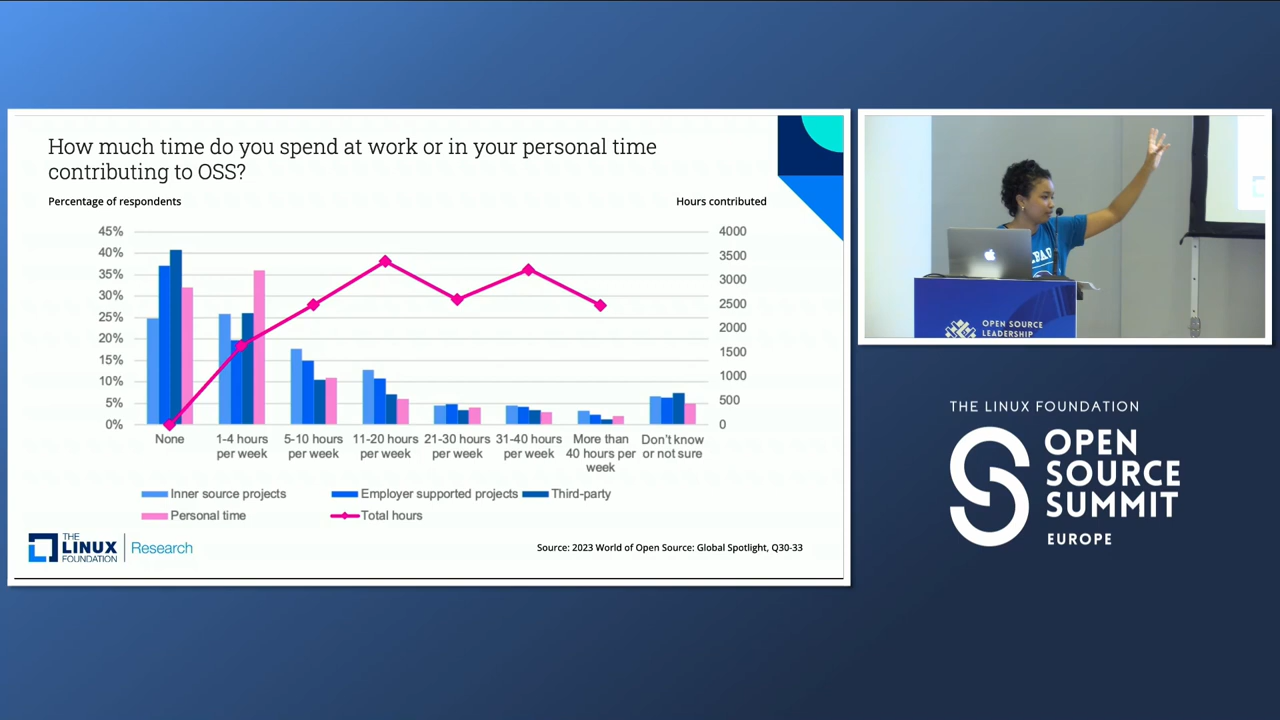 How much time do you spend at work or in your personal time
contributing to OSS?
Percentage of respondents
Hours contributed
45%
40%
35%
30%
25%
20%
15%
10%
5%
0%
4000
3500
3000
2500
2000
1500
1000
500
0
None
1-4 hours
per week
5-10 hours
per week
11-20 hours
per week
21-30 hours
per week
31-40 hours
per week
More than
40 hours per
week
Don't know
or not sure
Inner source projects
Employer supported projects
Third-party
Personal time
Total hours
THE
LINUX
FOUNDATION
Research
Source: 2023 World of Open Source: Global Spotlight, Q30-33
OPEN SOURCE
LEADERSHIP
THE LINUX FOUNDATION
OPEN
SOURCE
SUMMIT
EUROPE